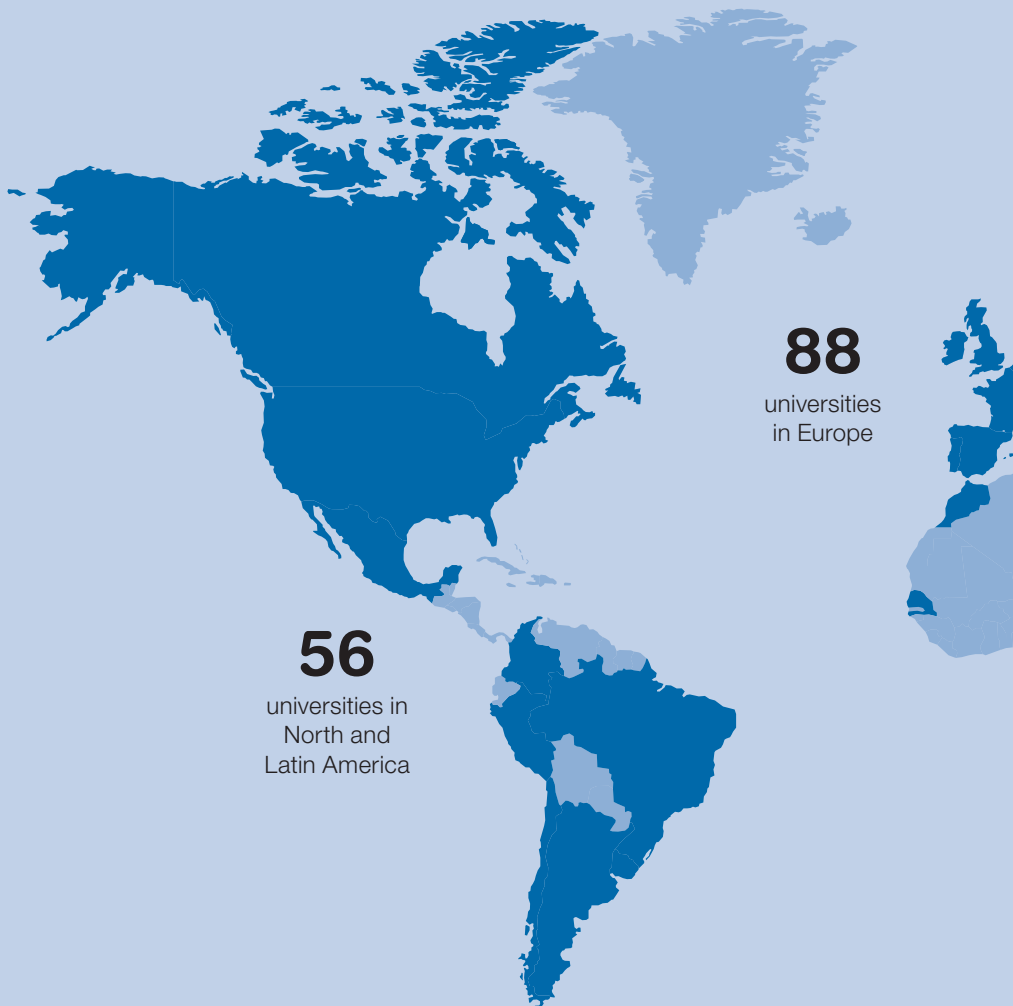 88
universities
in Europe
56
universities in
North and
Latin America